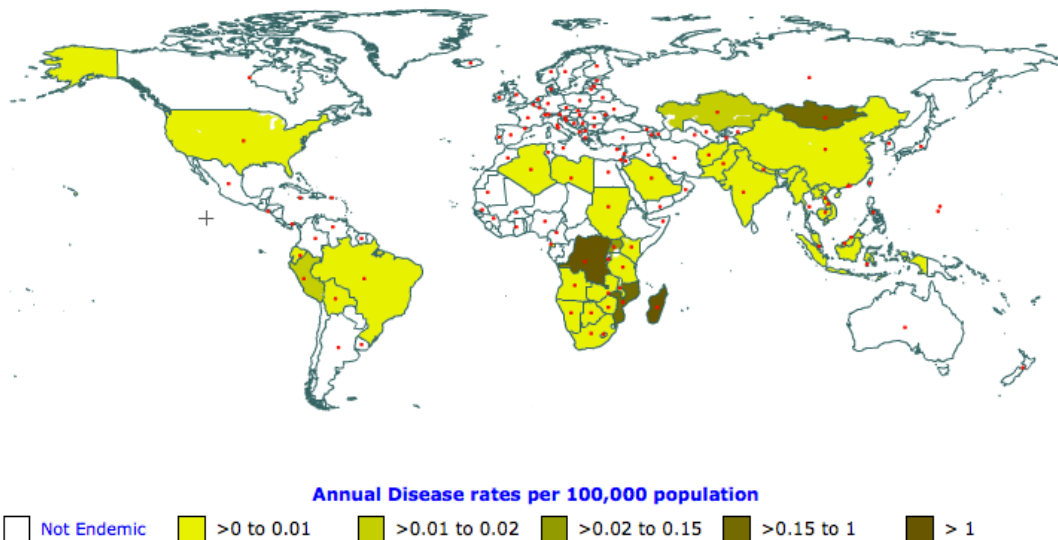 Annual Disease rates per 100,000 population
Not Endemic >0 to 0.01 >0.01 to 0.02 >0.02 to 0.15 >0.15 to 1 > 1